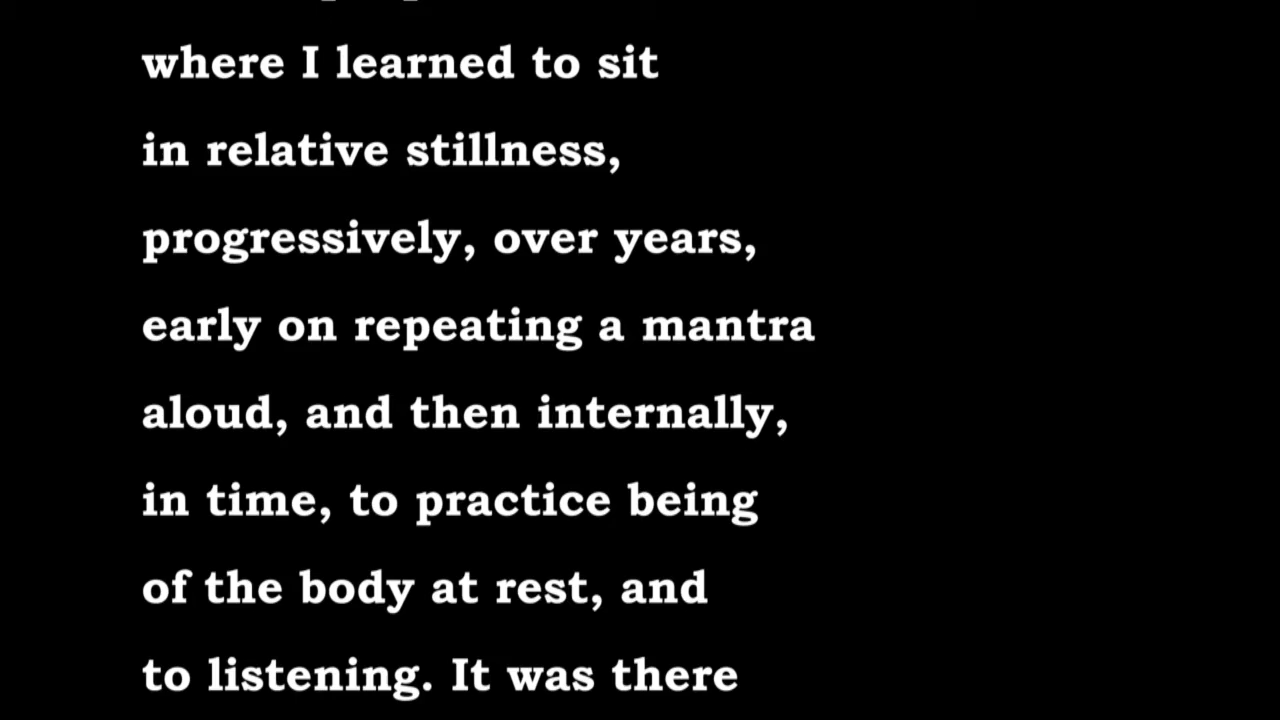 where I learned to sit
in relative stillness,
progressively, over years,
early on repeating a mantra
aloud, and then internally,
in time, to practice being
of the body at rest, and
to listening. It was there